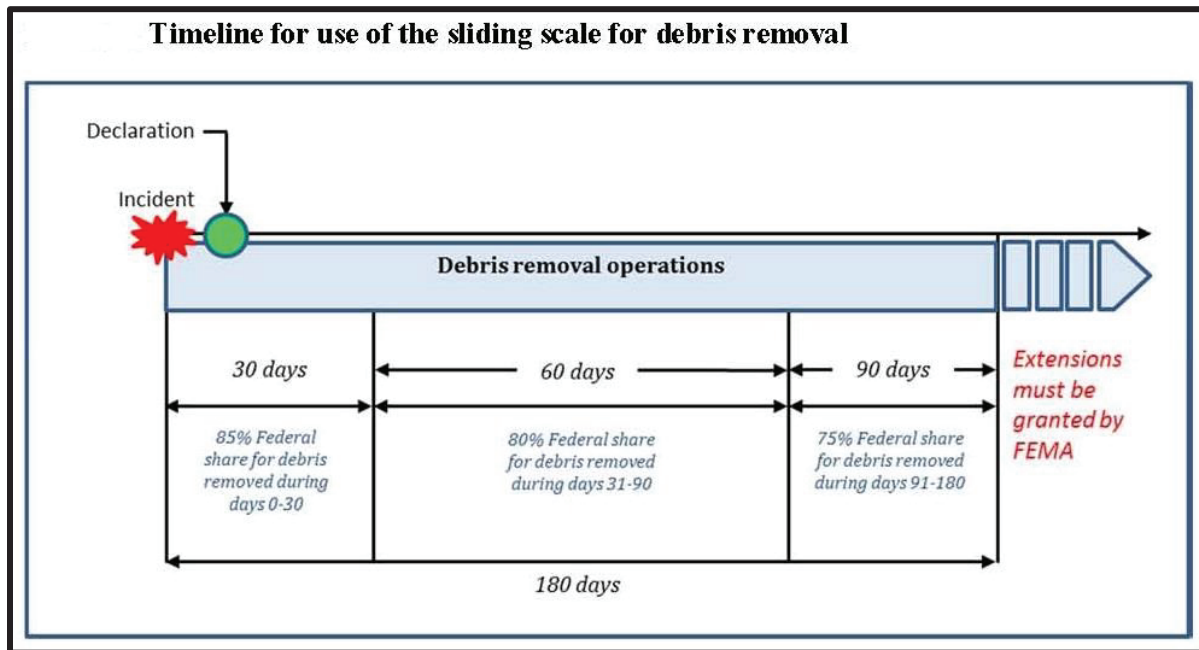 Timeline for use of the sliding scale for debris removal
Declaration
Incident
Debris removal operations
30 days
60 days
90 days
85% Federal
share for debris
removed during
days 0-30
80% Federal share
for debris removed
during days 31-90
75% Federal share
for debris removed
during days 91-180
Extensions
must be
granted by
FEMA
180 days